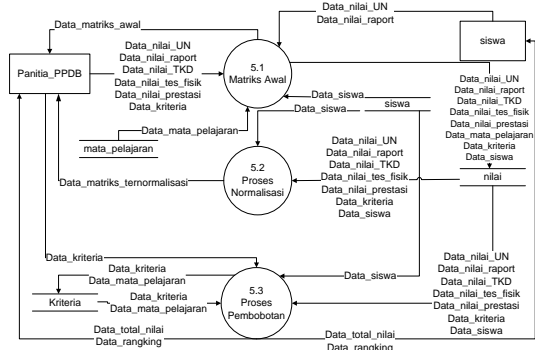 Data_nilai_UN
Data_nilai_raport
Data_matriks_awal
siswa
Panitia_PPDB
Data_nilai_UN
Data_nilai_raport
Data_nilai_TKD
Data_nilai_tes_fisik
Data_nilai_prestasi
Data_kriteria
5.1
Matriks Awal
Data_siswa
siswa
Data_siswa
Data_nilai_UN
Data_nilai_raport
Data_nilai_TKD
Data_nilai_tes_fisik
Data_nilai_prestasi
Data_mata_pelajaran
Data_kriteria
Data_siswa
nilai
Data_mata_pelajaran
mata_pelajaran
5.2
Proses
Normalisasi
Data_nilai_UN
Data_nilai_raport
Data_nilai_TKD
Data_nilai_tes_fisik
Data_nilai_prestasi
Data_kriteria
Data_siswa
Data_matriks_ternormalisasi
Data_kriteria
Data_kriteria
Data_mata_pelajaran
Kriteria
Data_kriteria
Data_mata_pelajaran
5.3
Proses
Pembobotan
Data_siswa
Data_nilai_UN
Data_nilai_raport
Data_nilai_TKD
Data_nilai_tes_fisik
Data_nilai_prestasi
Data_kriteria
Data_siswa
Data_total_nilai
Data_rangking
Data_total_nilai
Data_rangking